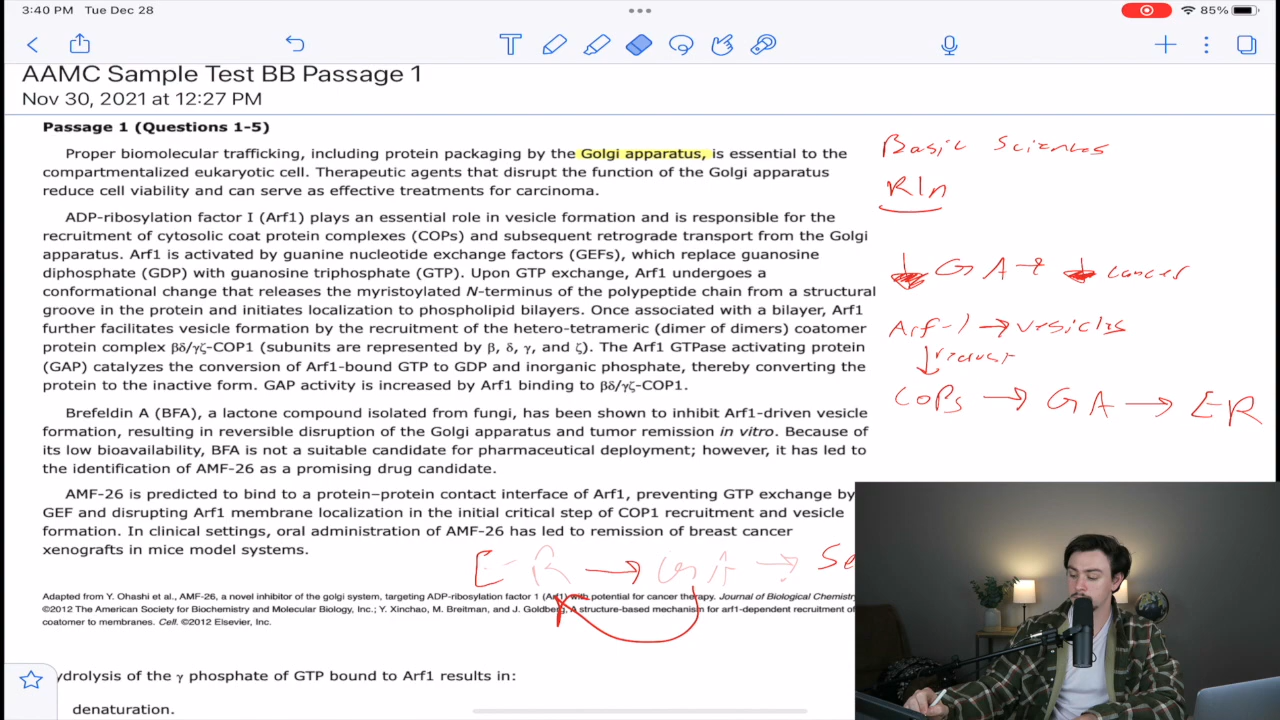 3:40 PM Tue Dec 28
85%
AAMC Sample Test BB Passage 1
Nov 30, 2021 at 12:27 PM
Passage 1 (Questions 1-5)
Proper biomolecular trafficking, including protein packaging by the Golgi apparatus, is essential to the
compartmentalized eukaryotic cell. Therapeutic agents that disrupt the function of the Golgi apparatus
reduce cell viability and can serve as effective treatments for carcinoma.
ADP-ribosylation factor I (Arf1) plays an essential role in vesicle formation and is responsible for the
recruitment of cytosolic coat protein complexes (COPs) and subsequent retrograde transport from the Golgi
apparatus. Arf1 is activated by guanine nucleotide exchange factors (GEFs), which replace guanosine
diphosphate (GDP) with guanosine triphosphate (GTP). Upon GTP exchange, Arf1 undergoes a
conformational change that releases the myristoylated N-terminus of the polypeptide chain from a structural
groove in the protein and initiates localization to phospholipid bilayers. Once associated with a bilayer, Arf1
further facilitates vesicle formation by the recruitment of the hetero-tetrameric (dimer of dimers) coatomer
protein complex βδ/γζ-COP1 (subunits are represented by β, δ, γ, and ζ). The Arf1 GTPase activating protein
(GAP) catalyzes the conversion of Arf1-bound GTP to GDP and inorganic phosphate, thereby converting the
protein to the inactive form. GAP activity is increased by Arf1 binding to βδ/γζ-COP1.
Brefeldin A (BFA), a lactone compound isolated from fungi, has been shown to inhibit Arf1-driven vesicle
formation, resulting in reversible disruption of the Golgi apparatus and tumor remission in vitro. Because of
its low bioavailability, BFA is not a suitable candidate for pharmaceutical deployment; however, it has led to
the identification of AMF-26 as a promising drug candidate.
AMF-26 is predicted to bind to a protein–protein contact interface of Arf1, preventing GTP exchange by
GEF and disrupting Arf1 membrane localization in the initial critical step of COP1 recruitment and vesicle
formation. In clinical settings, oral administration of AMF-26 has led to remission of breast cancer
xenografts in mice model systems.
ER → GA → Se
Adapted from Y. Ohashi et al., AMF-26, a novel inhibitor of the golgi system, targeting ADP-ribosylation factor 1 (Arf1) with potential for cancer therapy. Journal of Biological Chemistry
©2012 The American Society for Biochemistry and Molecular Biology, Inc.; Y. Xinchao, M. Breitman, and J. Goldberg, A structure-based mechanism for arf1-dependent recruitment of
coatomer to membranes. Cell. ©2012 Elsevier, Inc.
ydrolysis of the γ phosphate of GTP bound to Arf1 results in:
denaturation.
Basic Sciences
↓ GA → ↓ cancer
Arf-1 → vesicles
↓ recruit
COPs → GA → ER